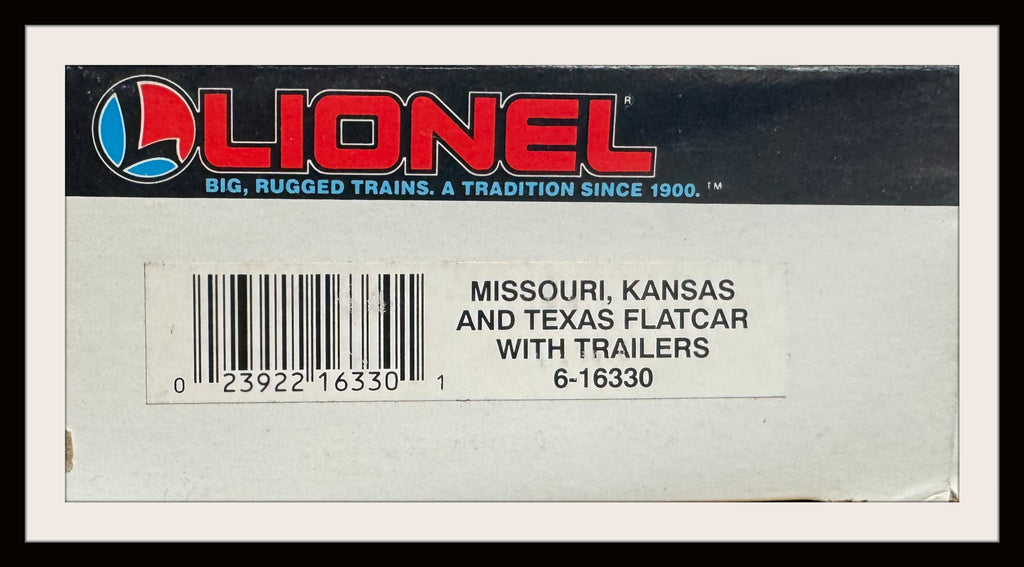 LIONEL®
BIG, RUGGED TRAINS. A TRADITION SINCE 1900.™
MISSOURI, KANSAS
AND TEXAS FLATCAR
WITH TRAILERS
6-16330
0 23922 16330 1